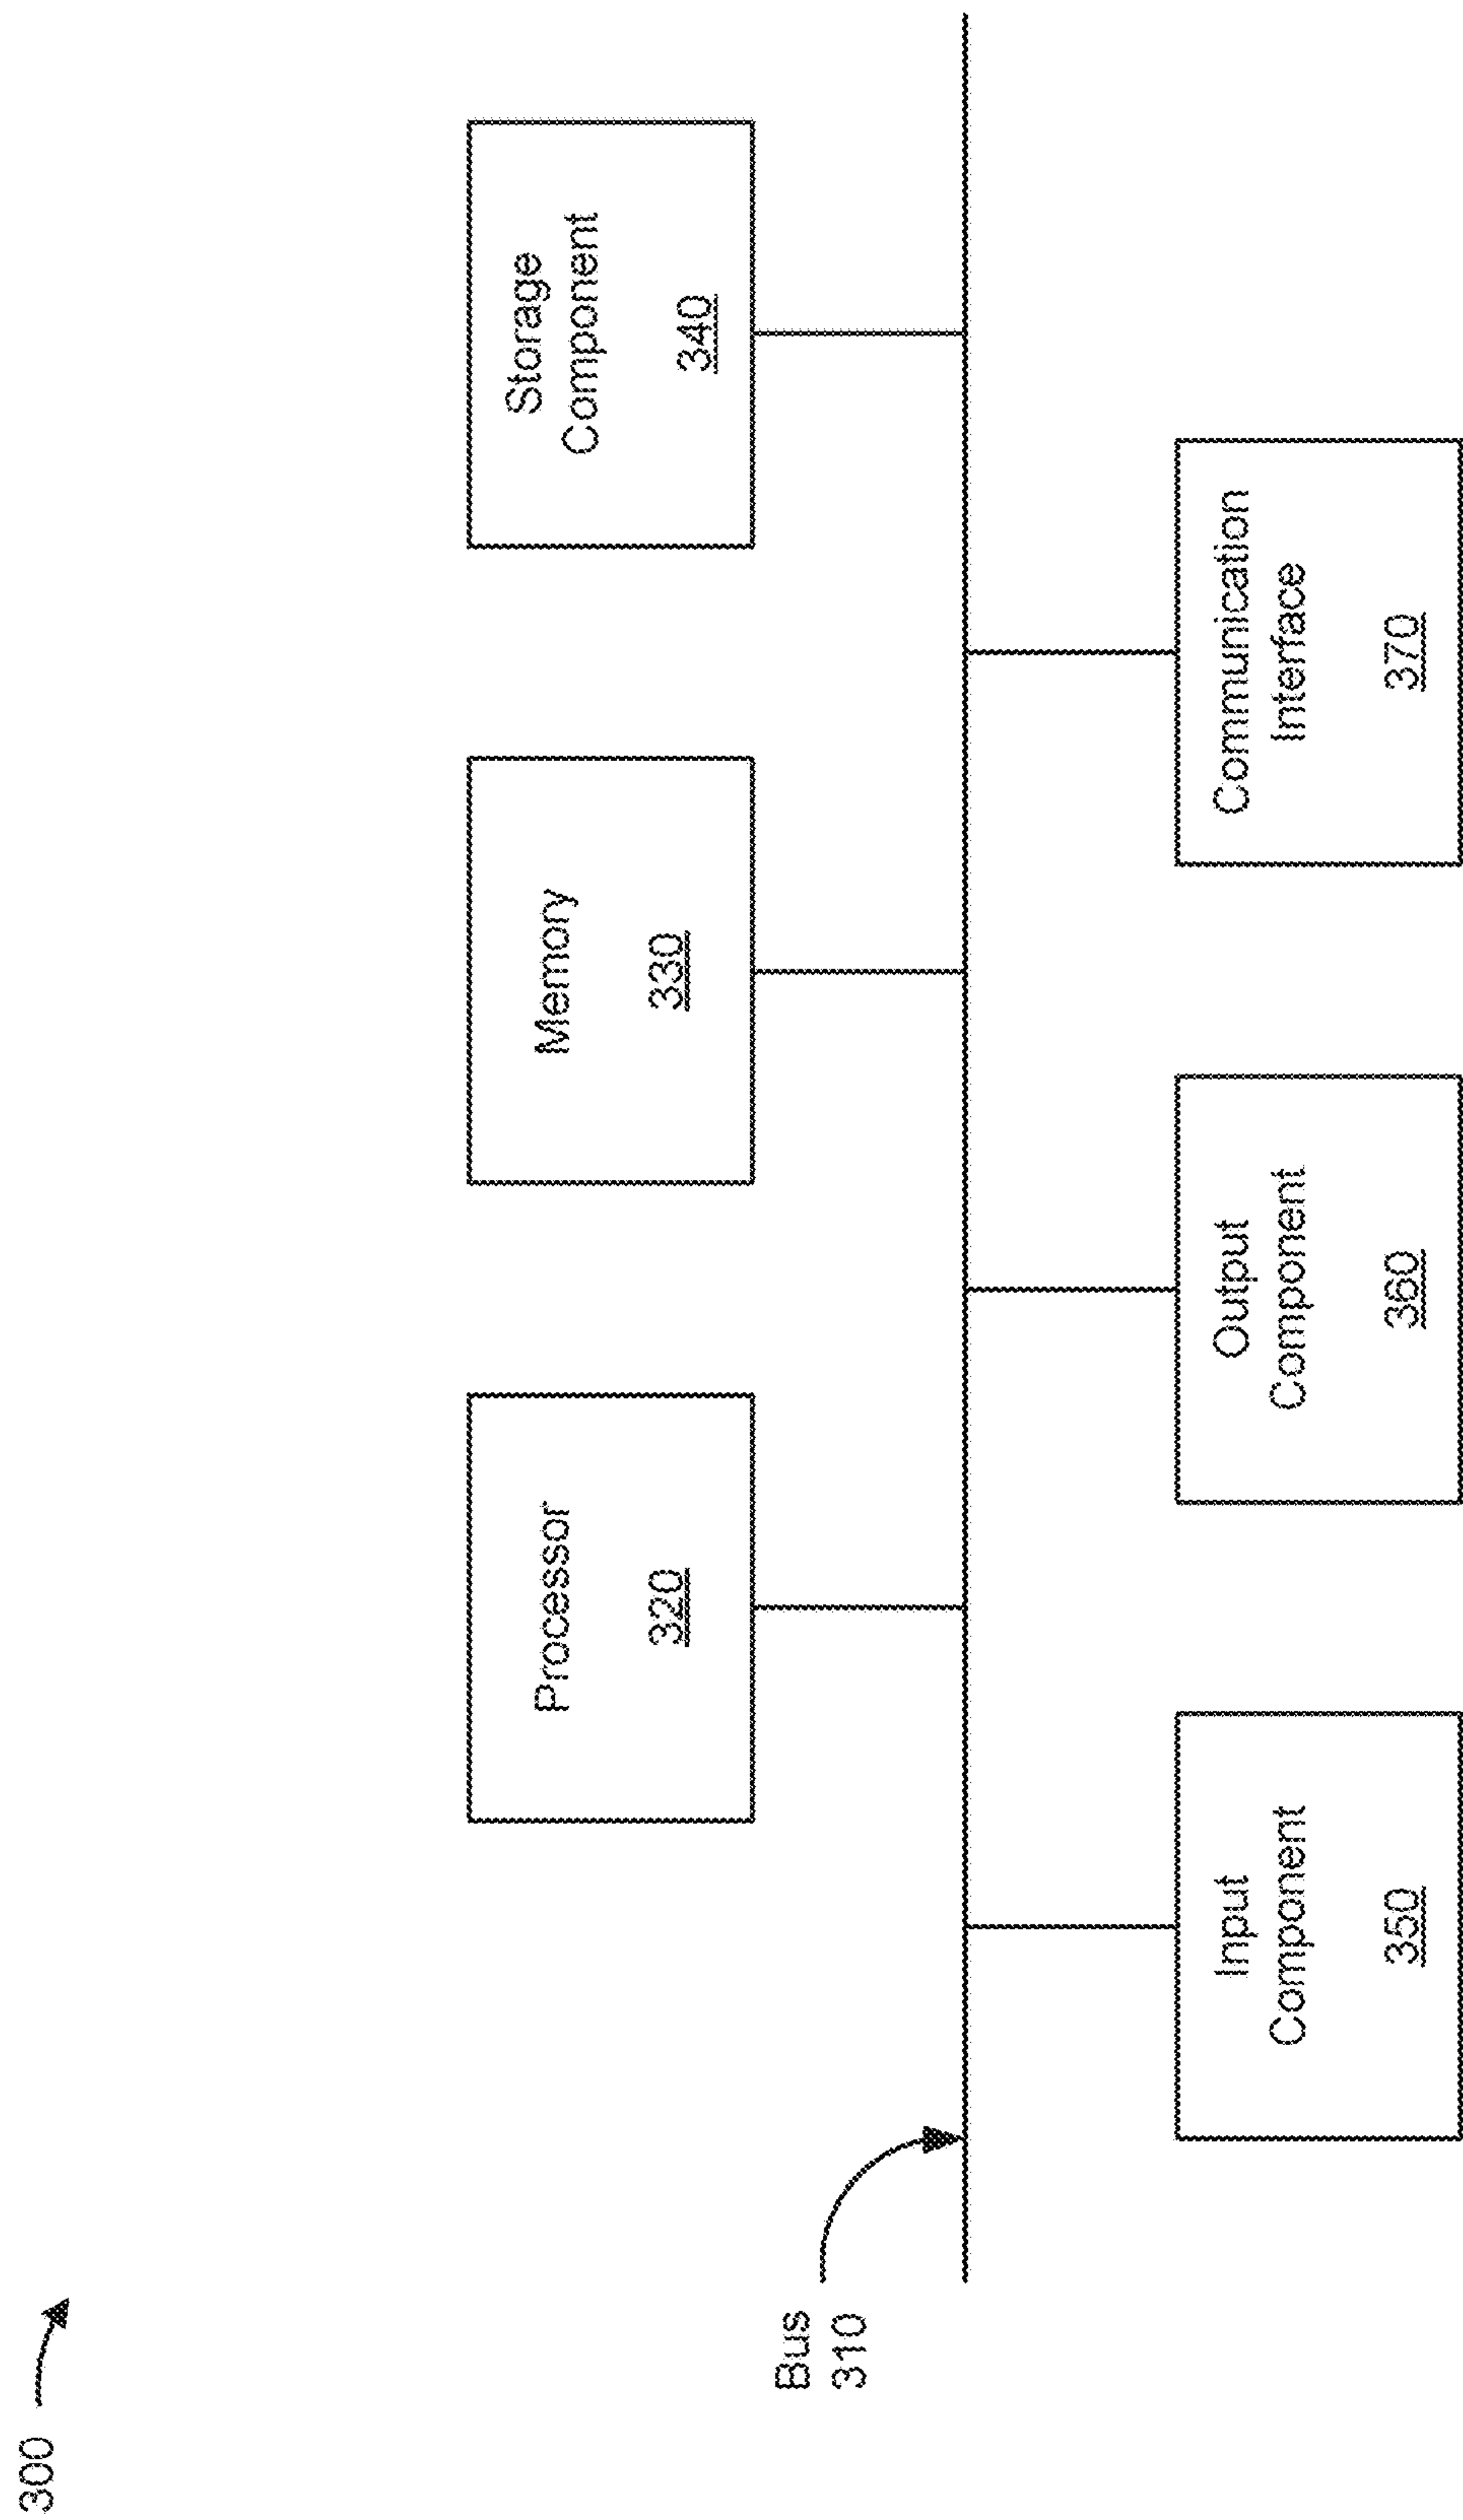 300
Processor
320
Memory
330
Storage
Component
340
Bus
310
Input
Component
350
Output
Component
360
Communication
Interface
370